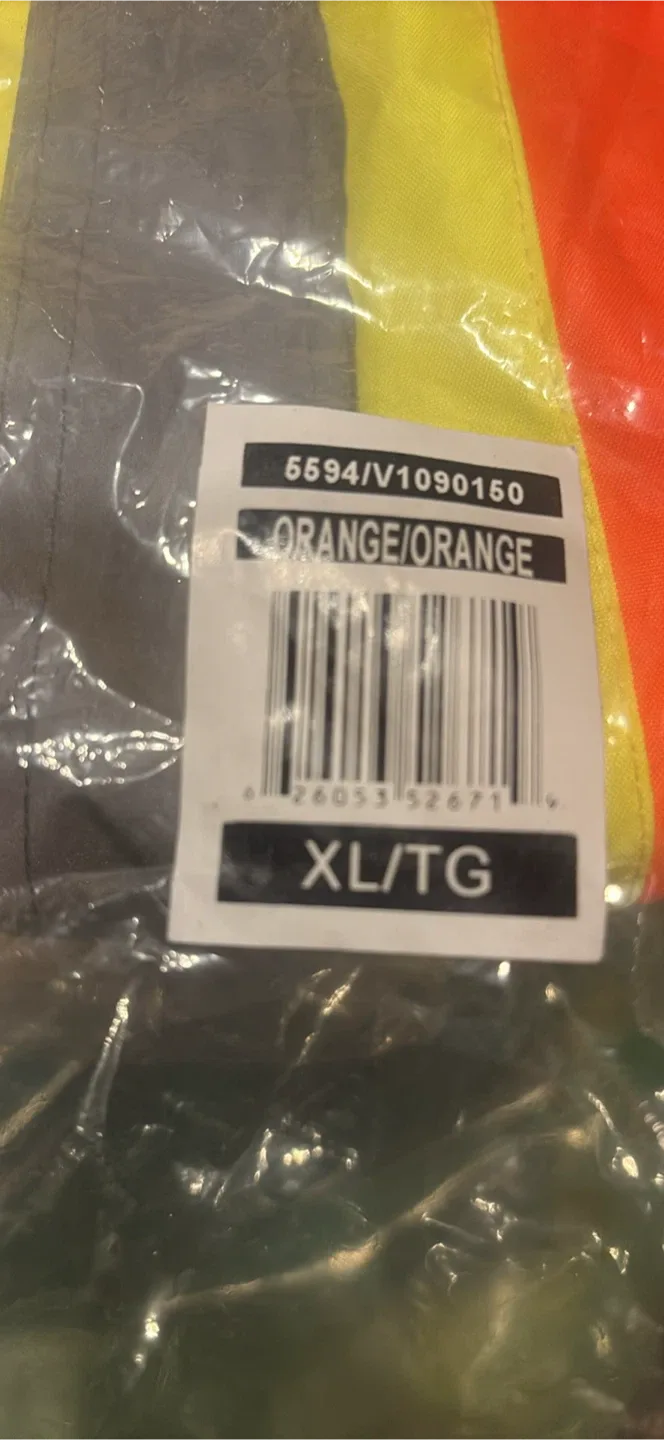 5594/V1090150
ORANGE/ORANGE
6 26053 52671 9
XL/TG